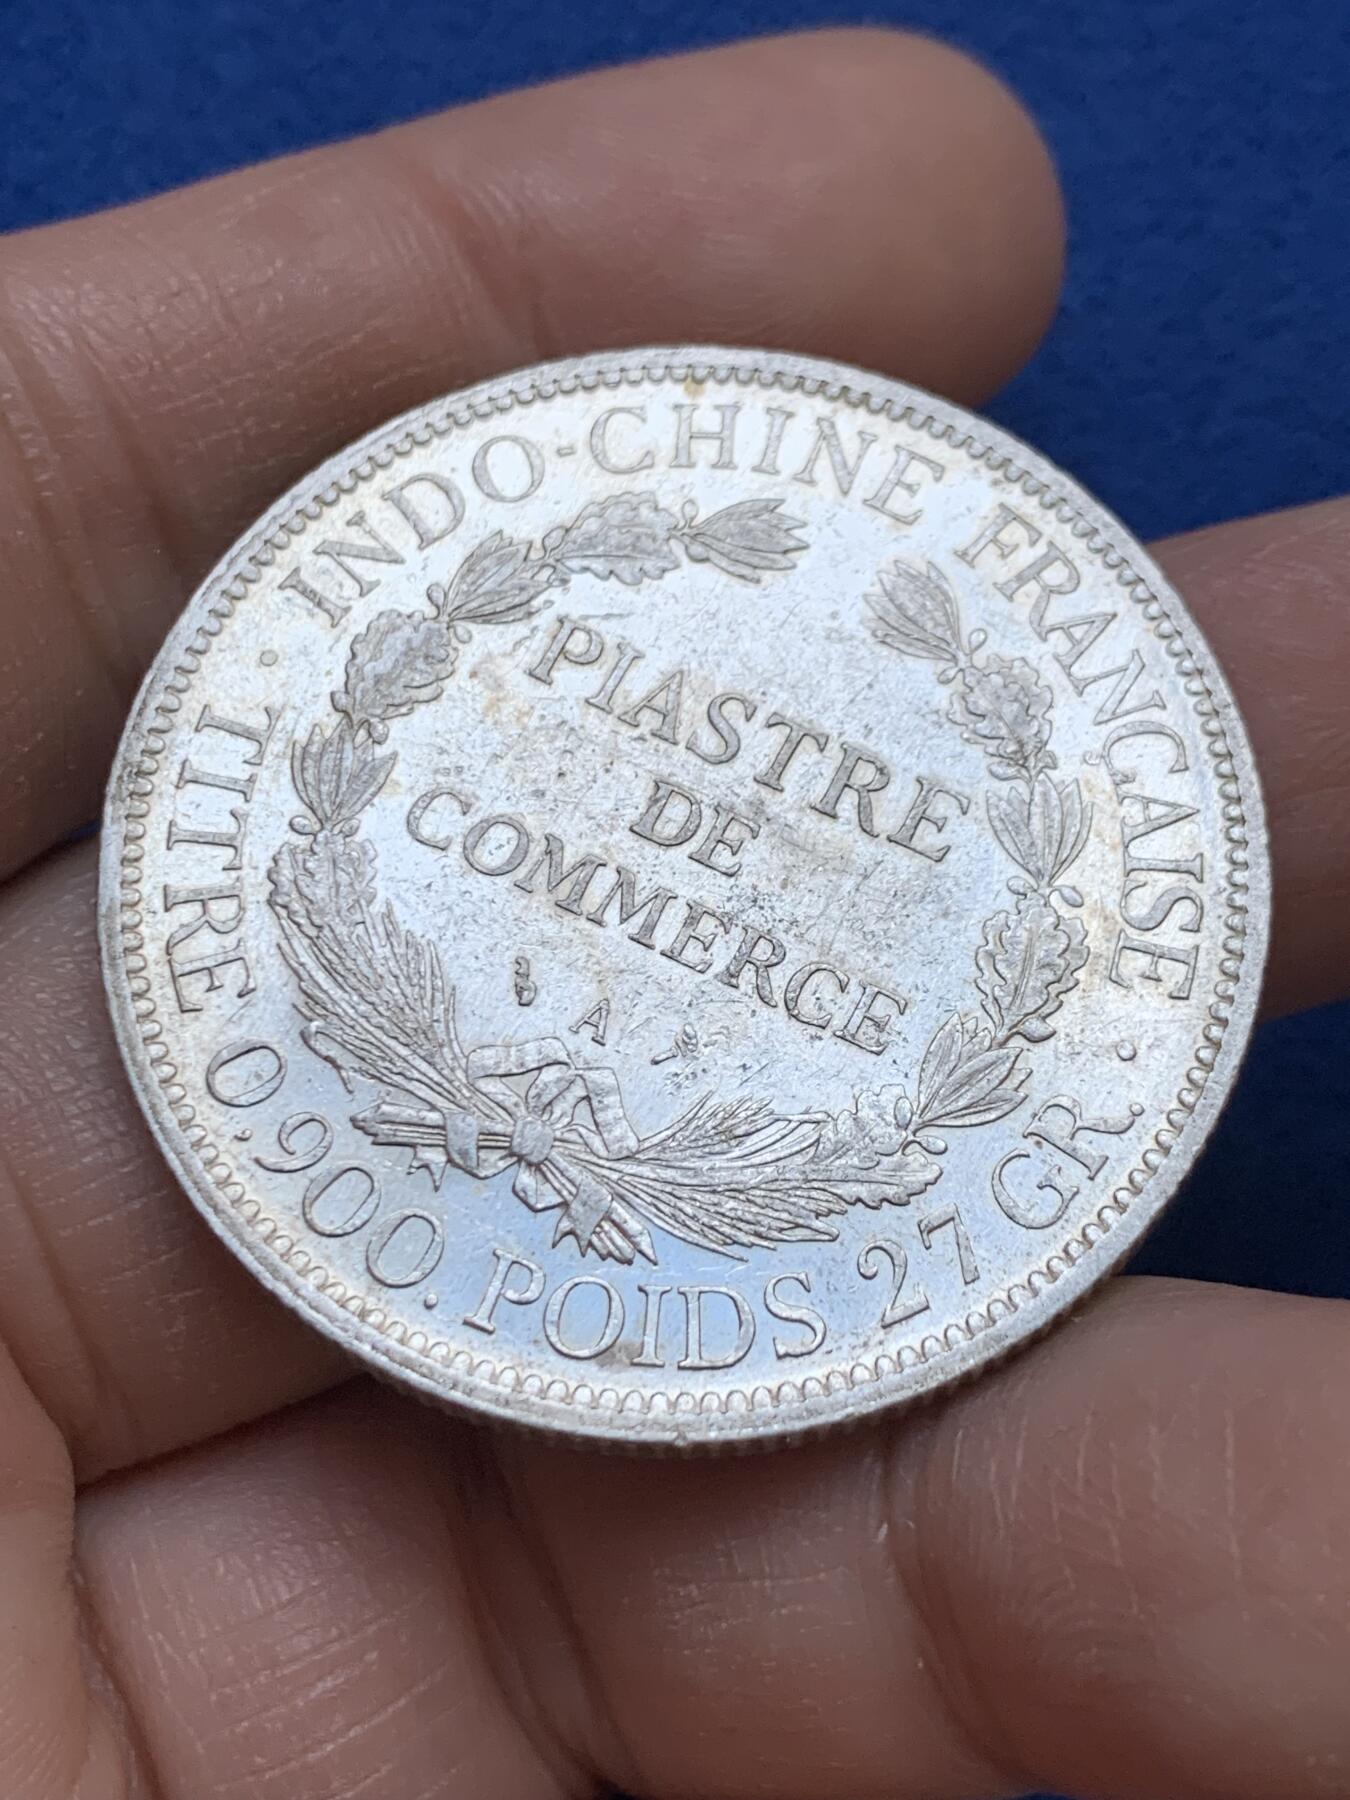 INDO-CHINE FRANÇAISE
PIASTRE
DE
COMMERCE
A
TITRE 0,900. POIDS 27 GR.